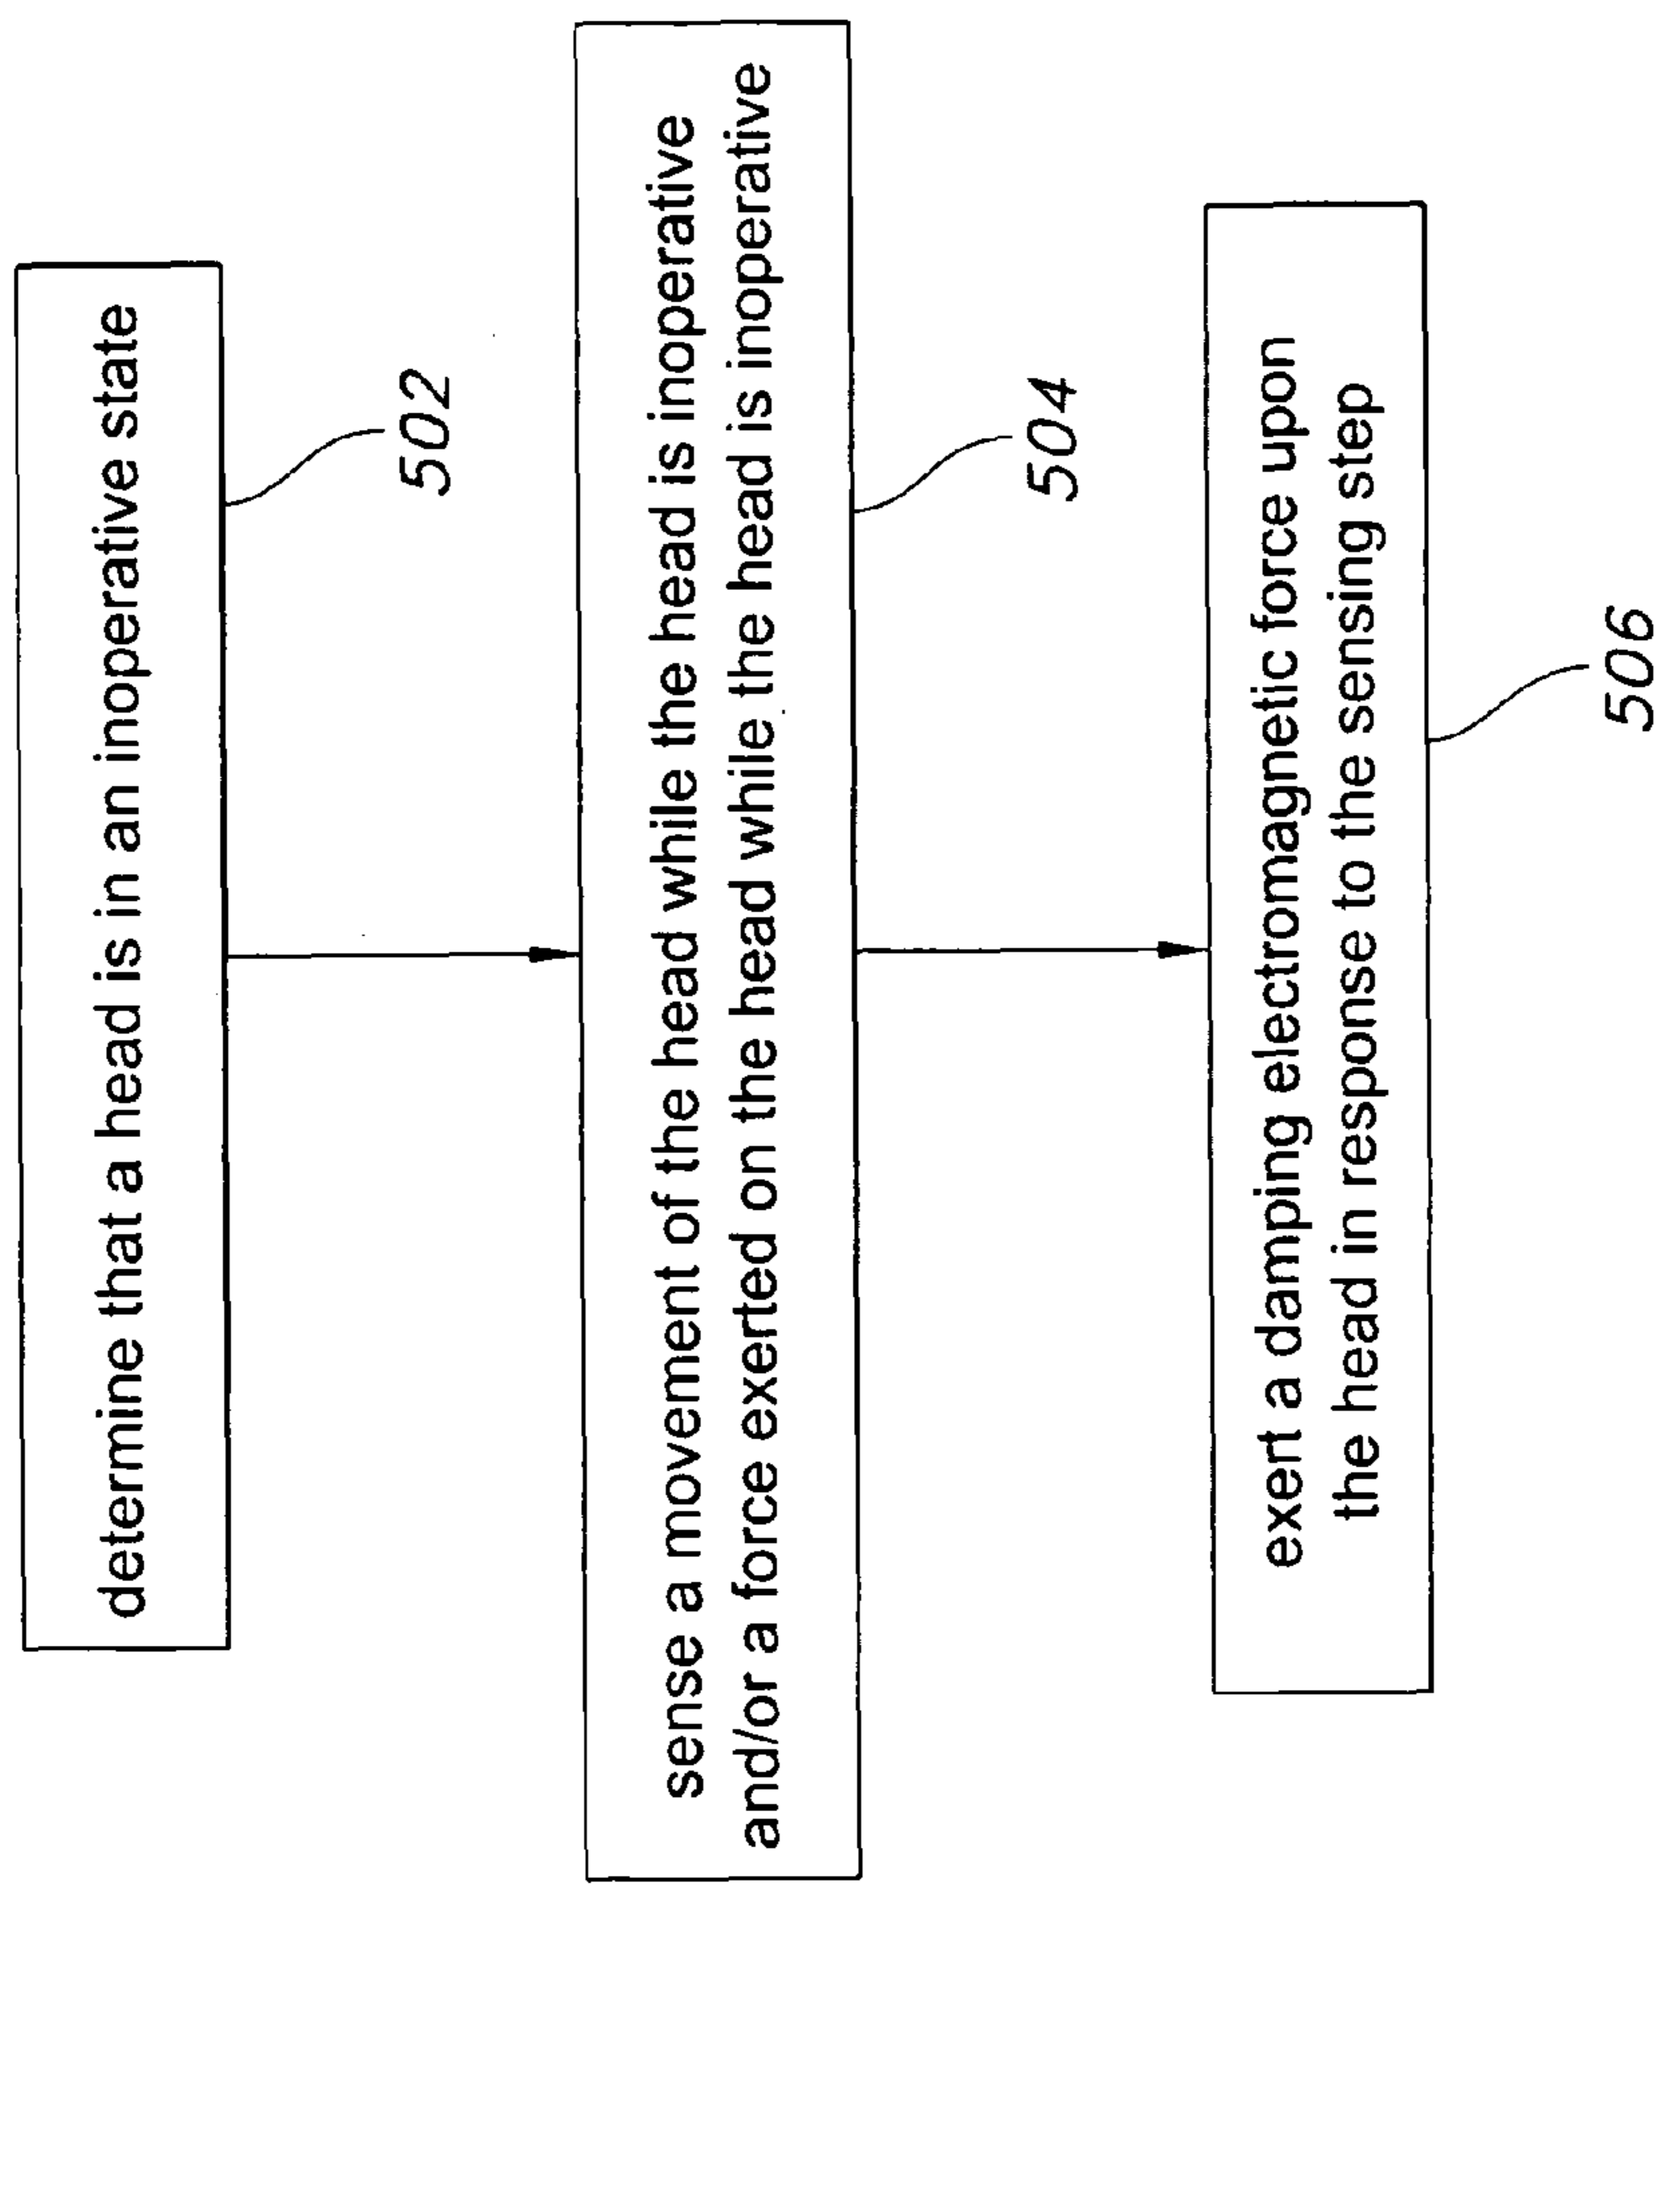 determine that a head is in an inoperative state
502
sense a movement of the head while the head is inoperative
and/or a force exerted on the head while the head is inoperative
504
exert a damping electromagnetic force upon
the head in response to the sensing step
506